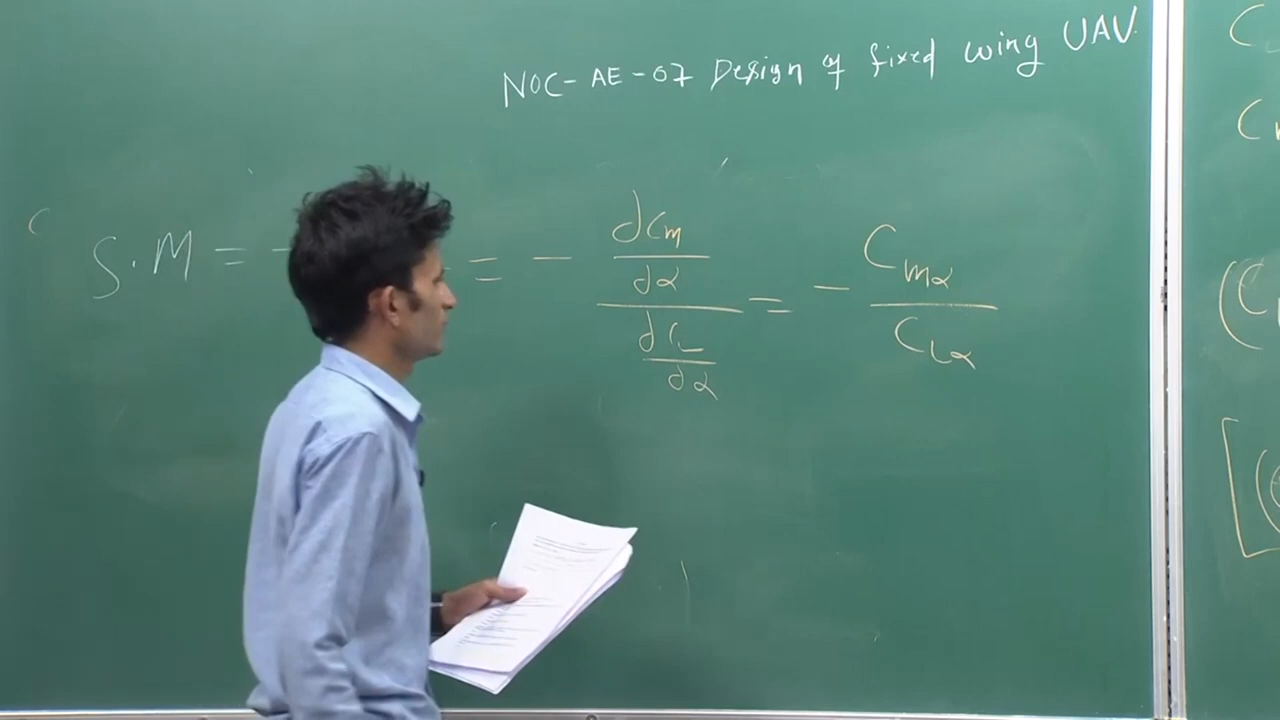 NOC-AE-07 Design of fixed wing UAV
S.M = - = - dCm/dα / dCL/dα = - Cmα / CLα